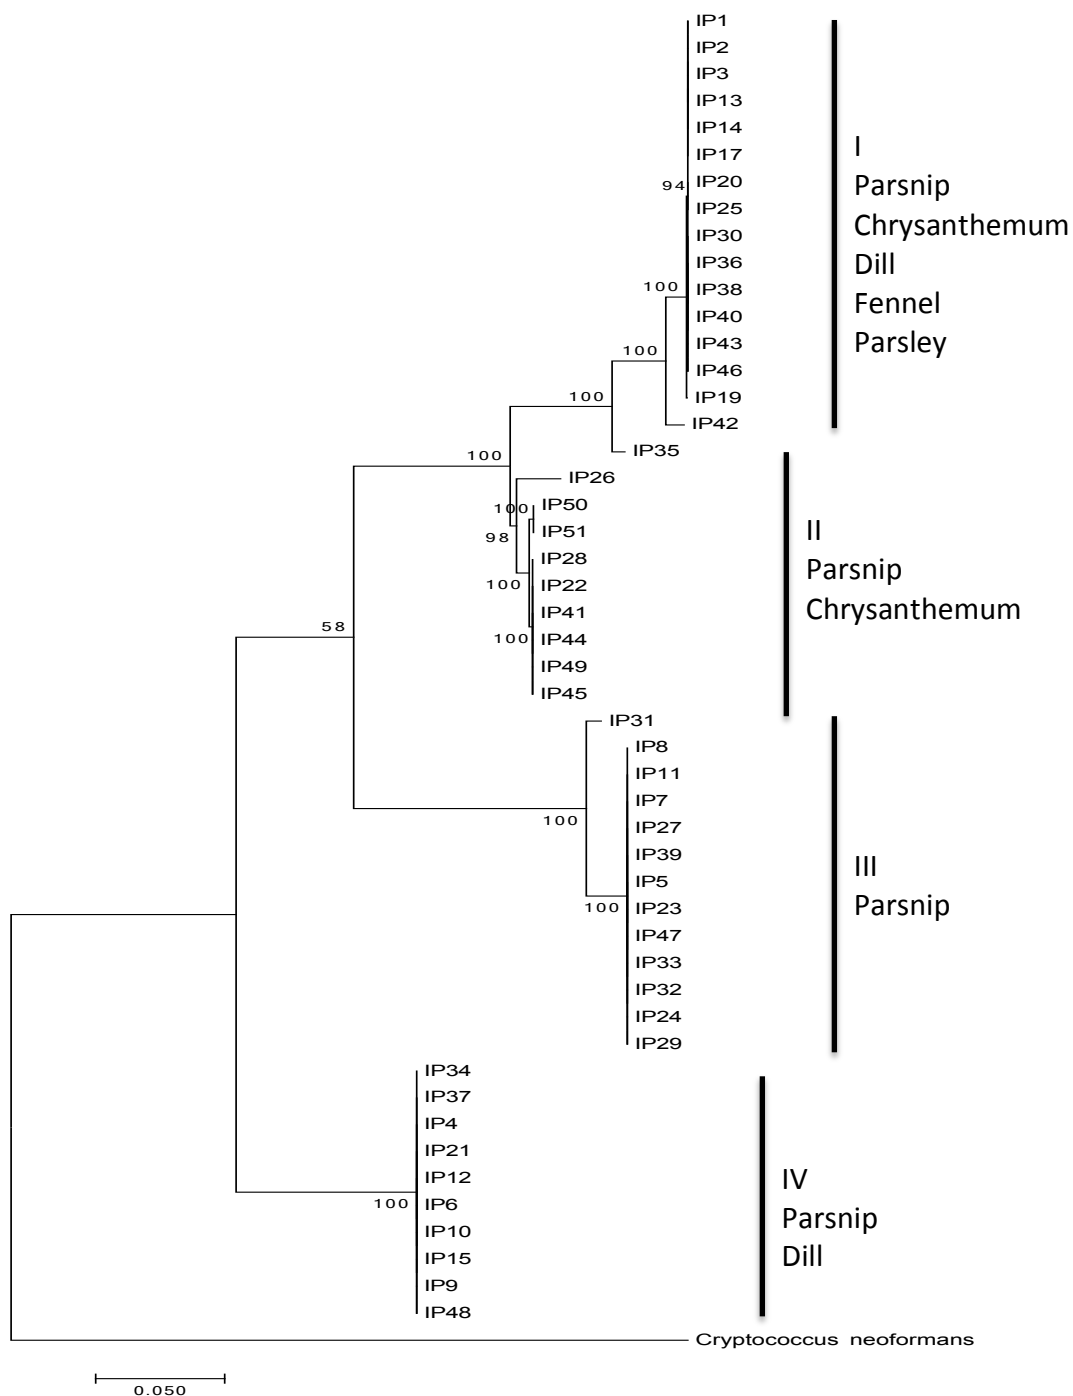 IP1
IP2
IP3
IP13
IP14
IP17
94
IP20
IP25
IP30
IP36
100
IP38
IP40
IP43
100
IP46
IP19
100
IP42
IP35
I
Parsnip
Chrysanthemum
Dill
Fennel
Parsley
100
IP26
100
IP50
IP51
98
IP28
100
IP22
IP41
100
IP44
IP49
IP45
II
Parsnip
Chrysanthemum
58
IP31
IP8
IP11
IP7
100
IP27
IP39
IP5
100
IP23
IP47
IP33
IP32
IP24
IP29
III
Parsnip
IP34
IP37
IP4
IP21
IP12
100
IP6
IP10
IP15
IP9
IP48
IV
Parsnip
Dill
Cryptococcus neoformans
0.050